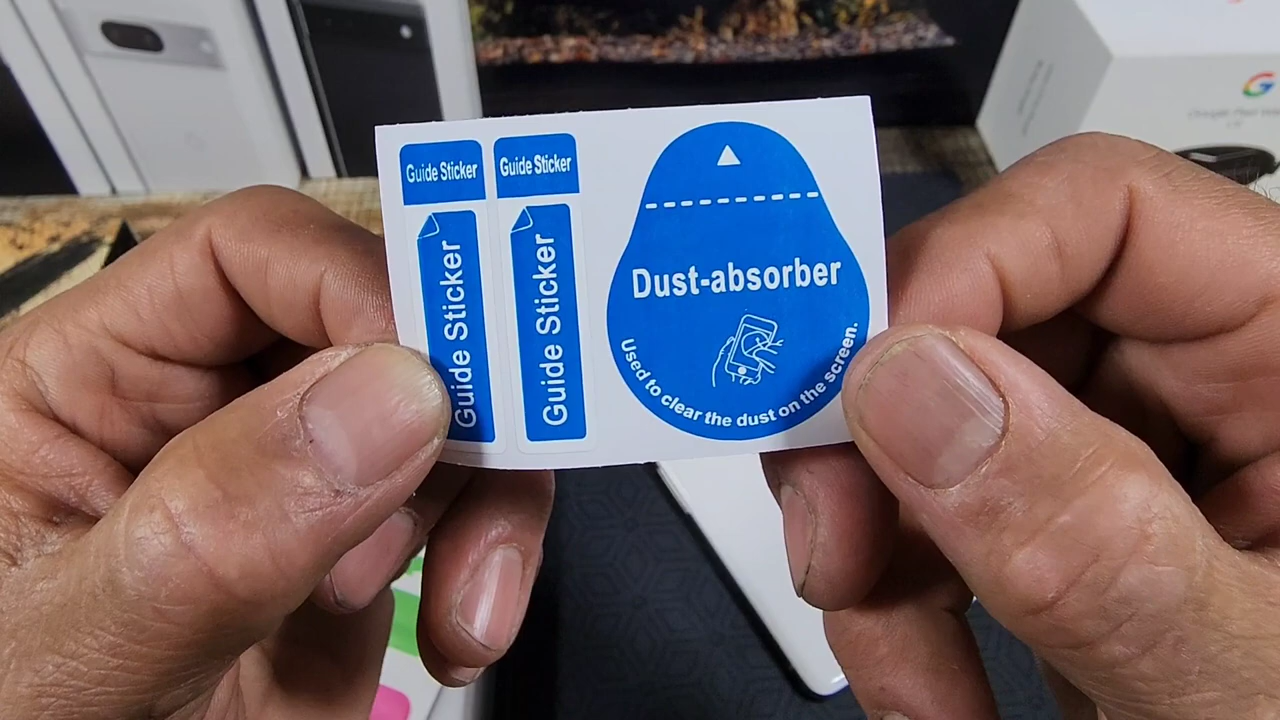 Guide Sticker
Guide Sticker
Guide Sticker
Guide Sticker
Dust-absorber
Used to clear the dust on the screen.
G